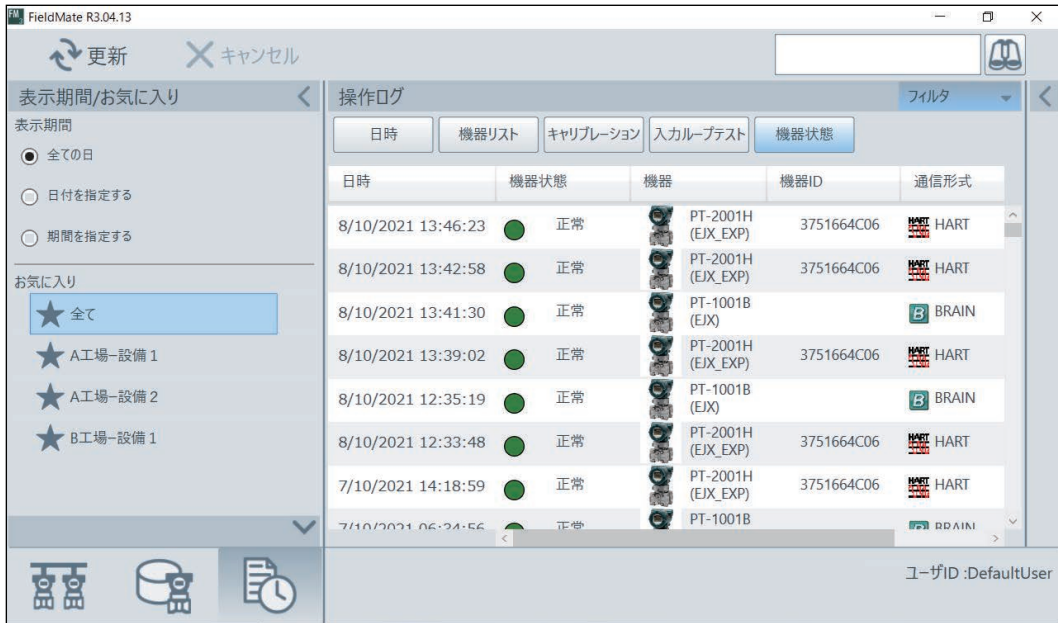 FieldMate R3.04.13
更新 キャンセル
表示期間/お気に入り
表示期間
全ての日
日付を指定する
期間を指定する
お気に入り
全て
A工場−設備1
A工場−設備2
B工場−設備1
操作ログ フィルタ
日時 機器リスト キャリブレーション 入力ループテスト 機器状態
日時 機器状態 機器 機器ID 通信形式
8/10/2021 13:46:23 正常 PT-2001H (EJX_EXP) 3751664C06 HART
8/10/2021 13:42:58 正常 PT-2001H (EJX_EXP) 3751664C06 HART
8/10/2021 13:41:30 正常 PT-1001B (EJX) BRAIN
8/10/2021 13:39:02 正常 PT-2001H (EJX_EXP) 3751664C06 HART
8/10/2021 12:35:19 正常 PT-1001B (EJX) BRAIN
8/10/2021 12:33:48 正常 PT-2001H (EJX_EXP) 3751664C06 HART
7/10/2021 14:18:59 正常 PT-2001H (EJX_EXP) 3751664C06 HART
7/10/2021 06:34:56 正常 PT-1001B BRAIN
ユーザID :DefaultUser